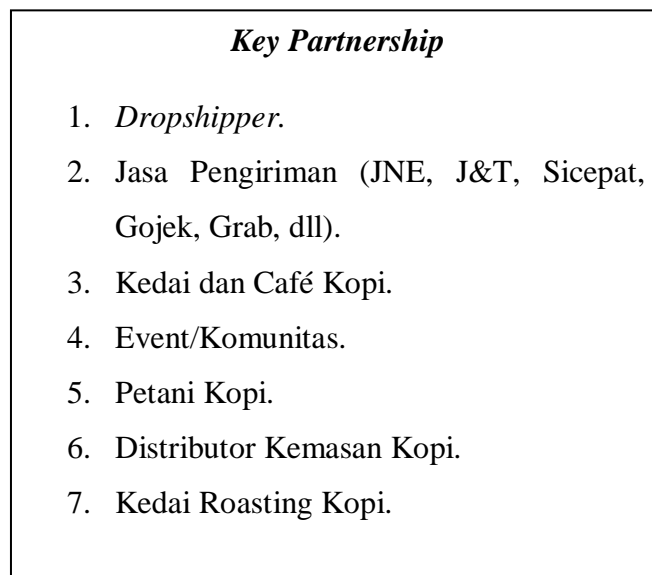 Key Partnership
1. Dropshipper.
2. Jasa Pengiriman (JNE, J&T, Sicepat,
Gojek, Grab, dll).
3. Kedai dan Café Kopi.
4. Event/Komunitas.
5. Petani Kopi.
6. Distributor Kemasan Kopi.
7. Kedai Roasting Kopi.